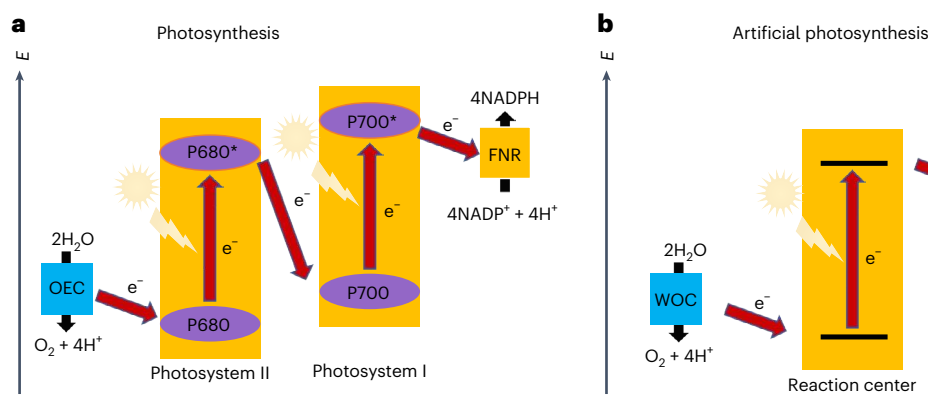 a
Photosynthesis
E
P680*
P700*
e⁻
4NADPH
FNR
4NADP⁺ + 4H⁺
e⁻
e⁻
e⁻
2H₂O
OEC
e⁻
O₂ + 4H⁺
P680
P700
Photosystem II
Photosystem I
b
Artificial photosynthesis
E
2H₂O
WOC
e⁻
O₂ + 4H⁺
e⁻
Reaction center